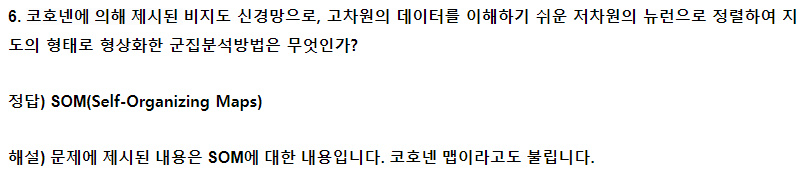 6. 코호넨에 의해 제시된 비지도 신경망으로, 고차원의 데이터를 이해하기 쉬운 저차원의 뉴런으로 정렬하여 지
도의 형태로 형상화한 군집분석방법은 무엇인가?
정답) SOM(Self-Organizing Maps)
해설) 문제에 제시된 내용은 SOM에 대한 내용입니다. 코호넨 맵이라고도 불립니다.